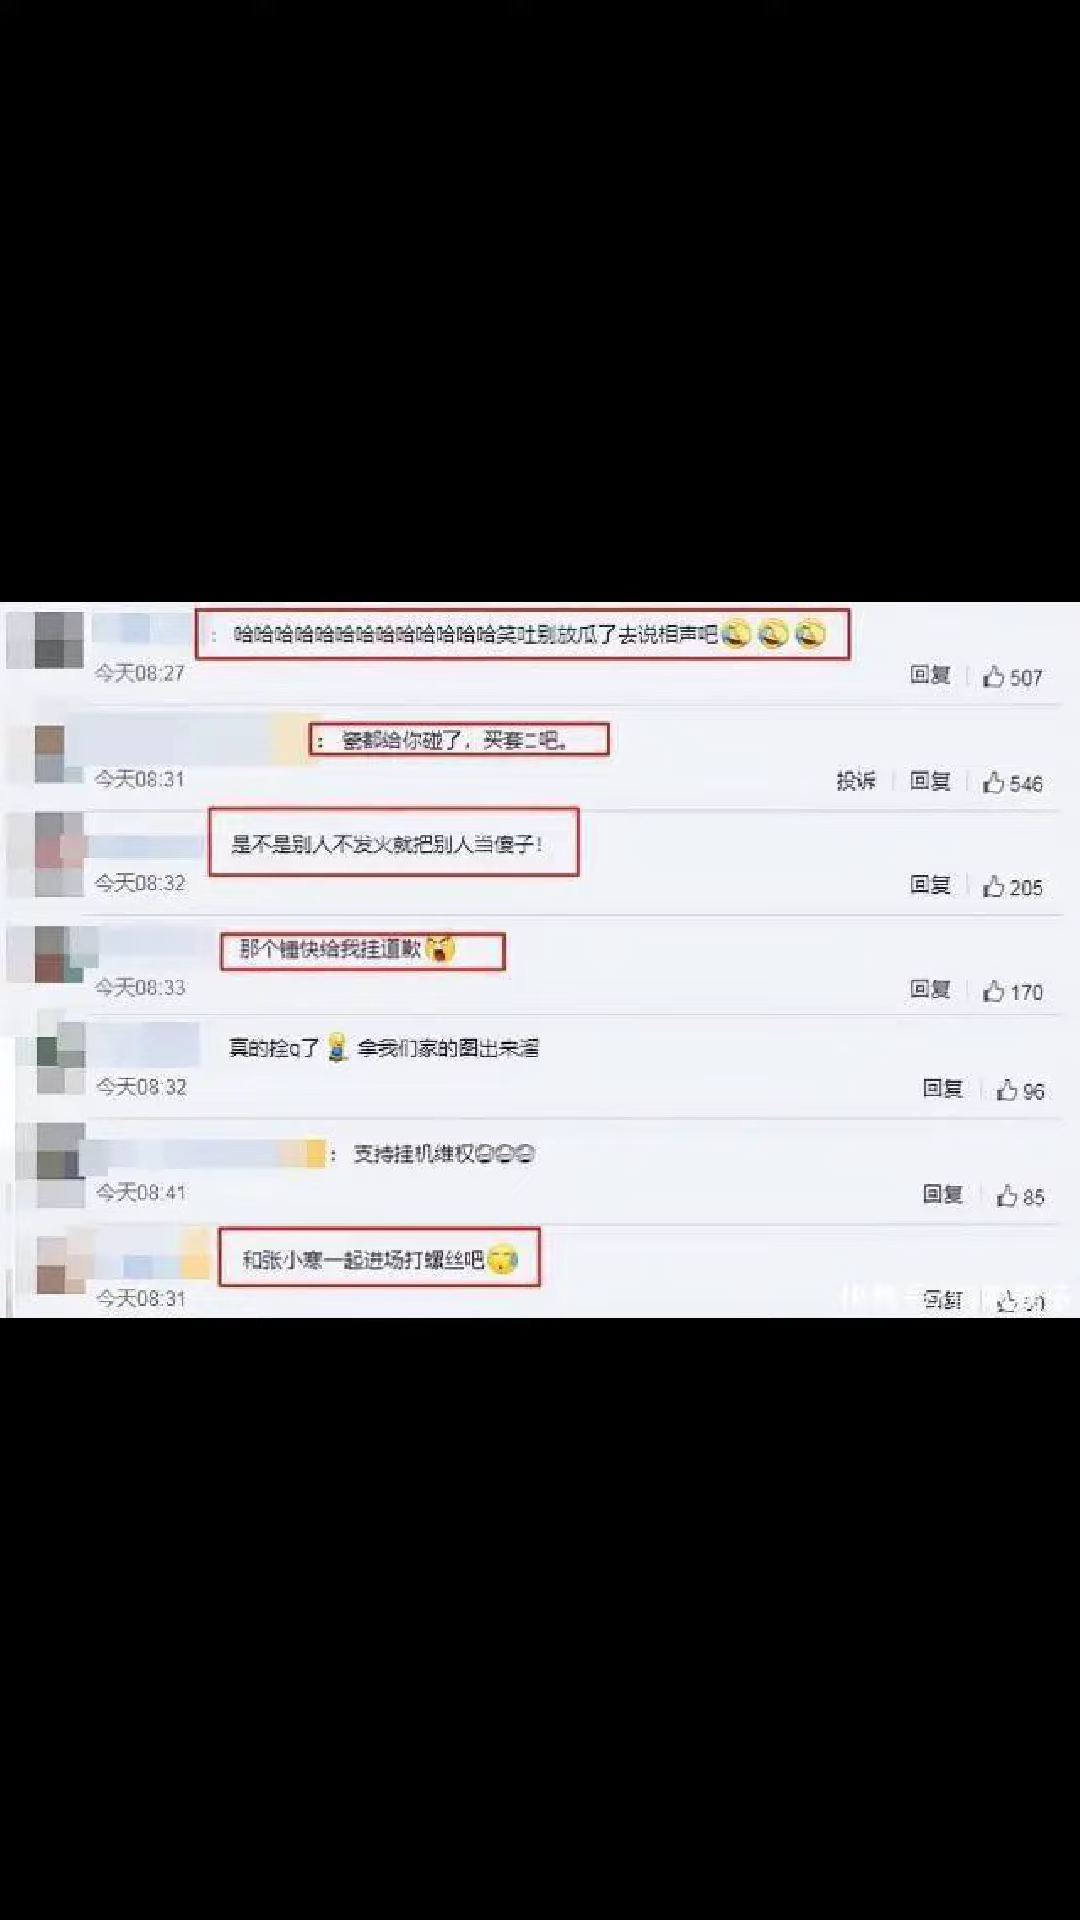 : 哈哈哈哈哈哈哈哈哈哈哈哈哈笑吐别放瓜了去说相声吧
今天08:27
回复 507
: 瓷都给你碰了，买套二吧。
今天08:31
投诉 回复 546
是不是别人不发火就把别人当傻子！
今天08:32
回复 205
那个锤快给我挂道歉
今天08:33
回复 170
真的拴q了 拿我们家的图出来溜
今天08:32
回复 96
: 支持挂机维权
今天08:41
回复 85
和张小寒一起进场打螺丝吧
今天08:31
回复